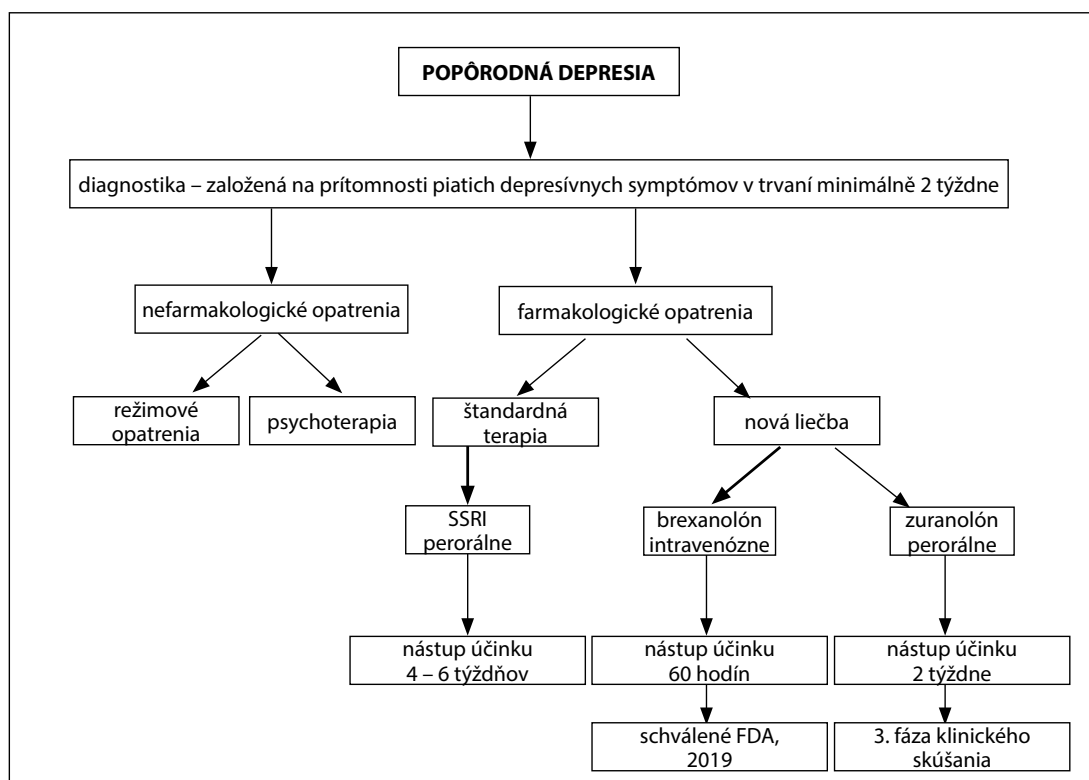 POPÔRODNÁ DEPRESIA
diagnostika – založená na prítomnosti piatich depresívnych symptómov v trvaní minimálně 2 týždne
nefarmakologické opatrenia
farmakologické opatrenia
režimové
opatrenia
psychoterapia
štandardná
terapia
nová liečba
SSRI
perorálne
brexanolón
intravenózne
zuranolón
perorálne
nástup účinku
4 – 6 týždňov
nástup účinku
60 hodín
nástup účinku
2 týždne
schválené FDA,
2019
3. fáza klinického
skúšania